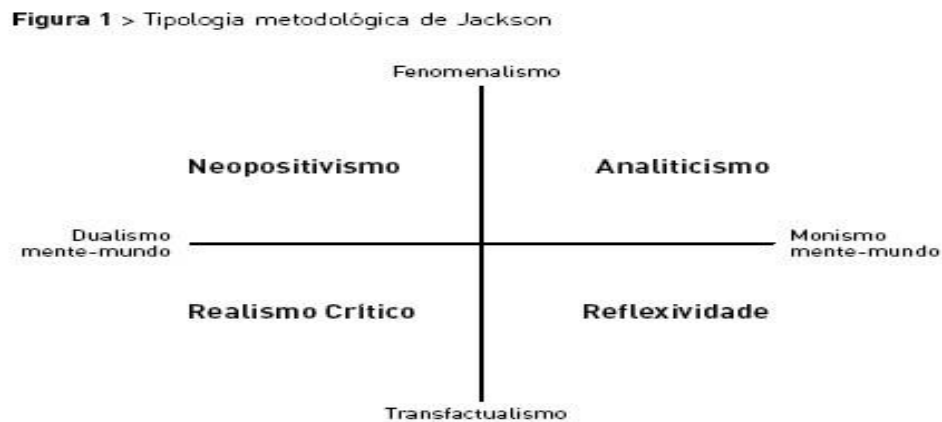 Figura 1 > Tipologia metodológica de Jackson
Fenomenalismo
Neopositivismo
Analiticismo
Dualismo
mente-mundo
Monismo
mente-mundo
Realismo Crítico
Reflexividade
Transfactualismo